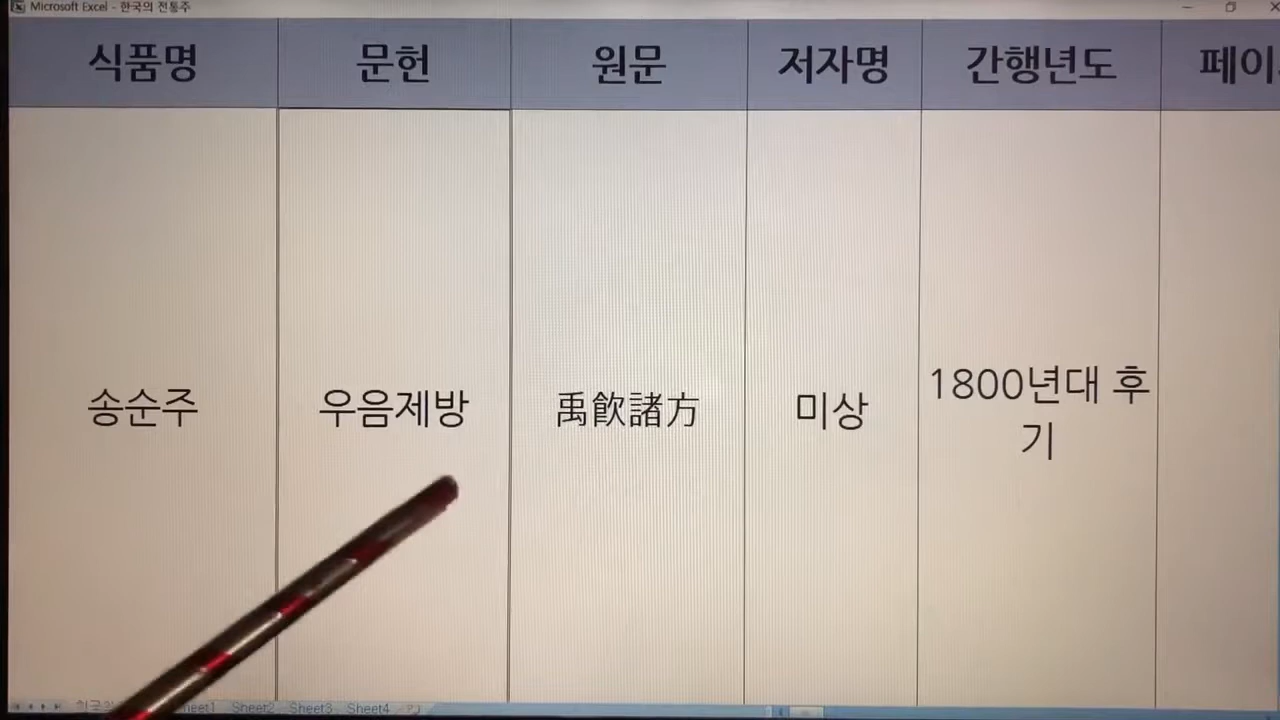 Microsoft Excel - 한국의 전통주
식품명 문헌 원문 저자명 간행년도
송순주 우음제방 禹飮諸方 미상 1800년대 후
기
Sheet2 Sheet3 Sheet4